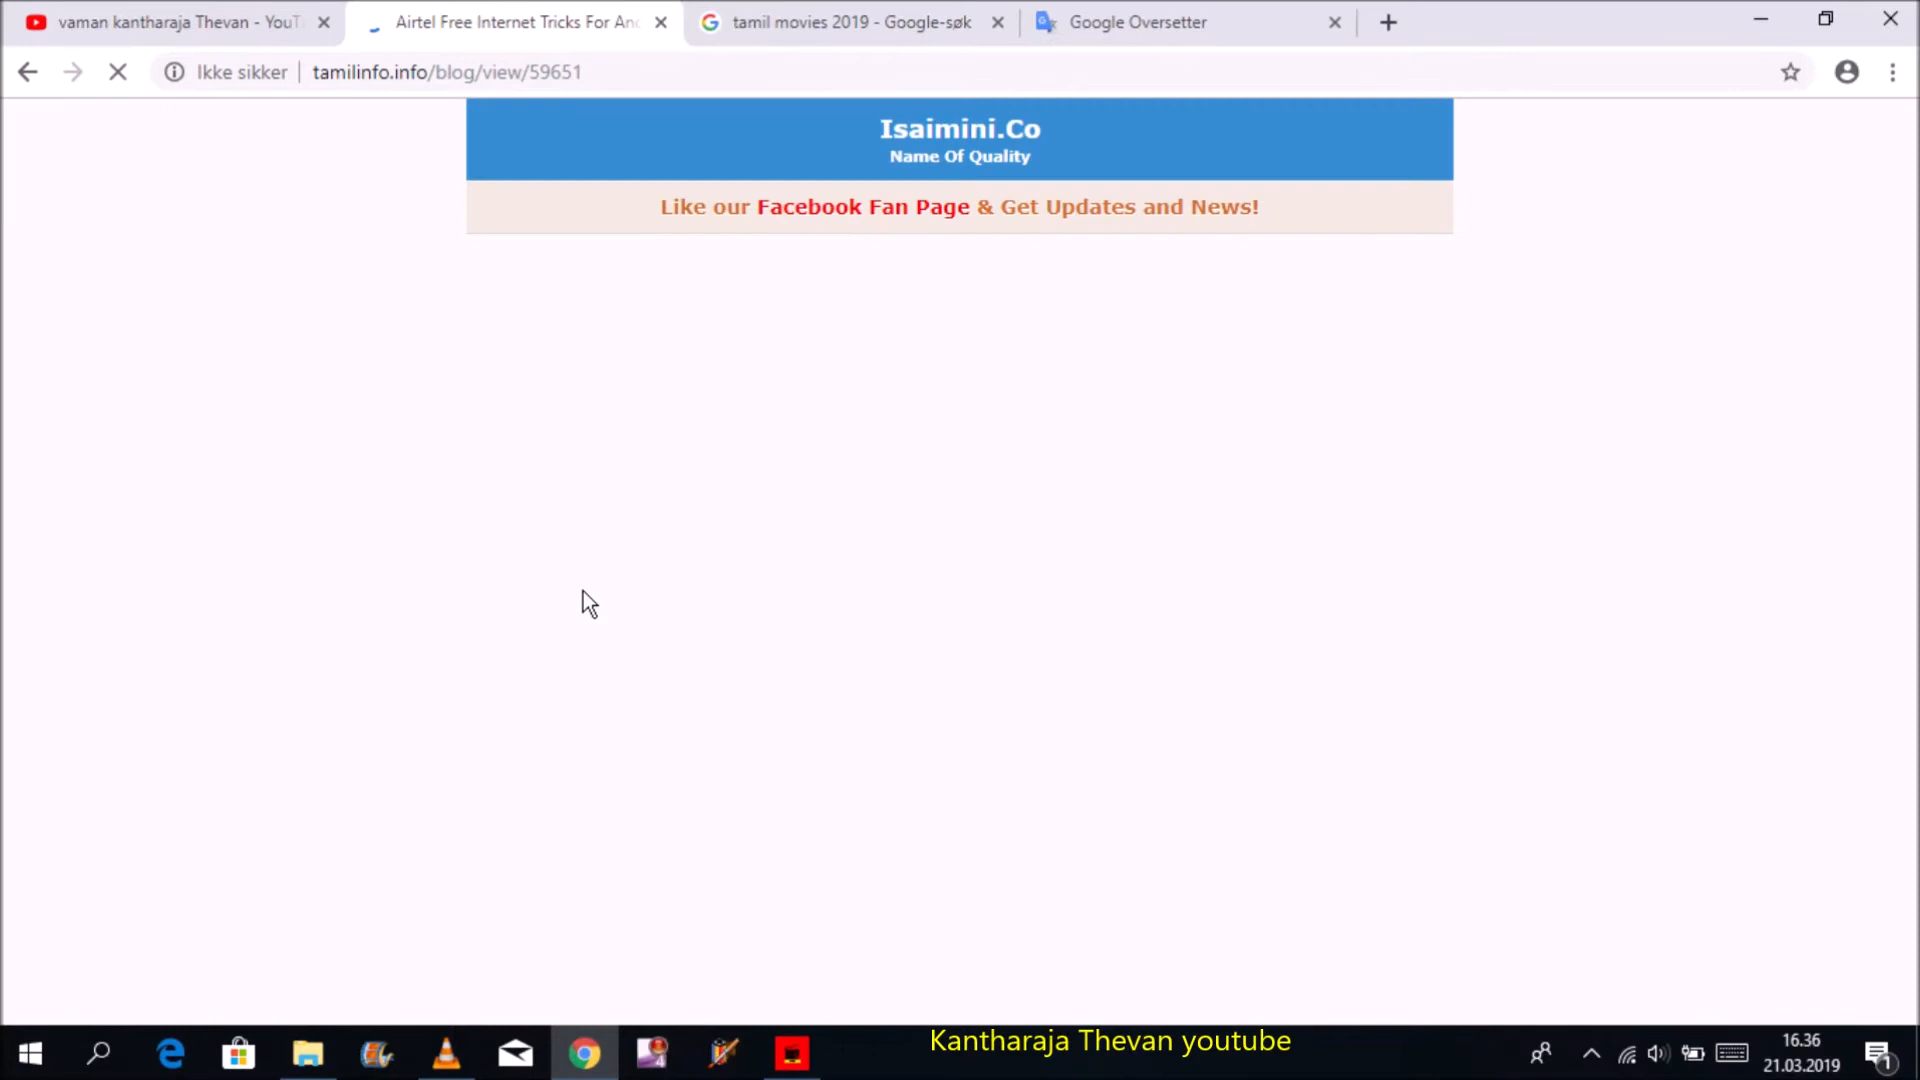 vaman kantharaja Thevan - YouT
Airtel Free Internet Tricks For And
tamil movies 2019 - Google-søk
Google Oversetter
Ikke sikker
tamilinfo.info/blog/view/59651
Isaimini.Co
Name Of Quality
Like our Facebook Fan Page & Get Updates and News!
Kantharaja Thevan youtube
16.36
21.03.2019
1